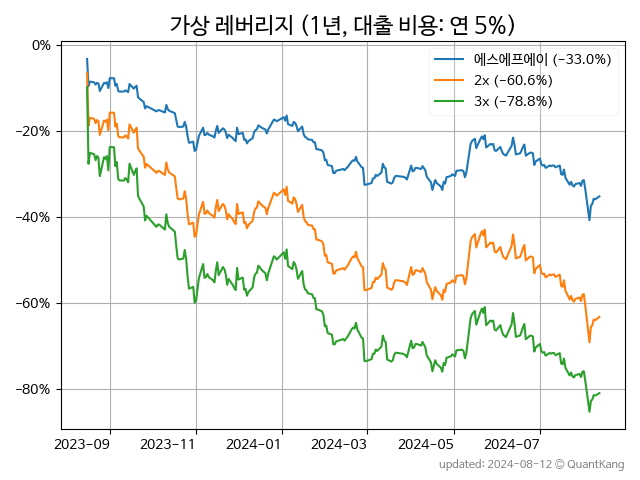 가상 레버리지 (1년, 대출 비용: 연 5%)
에스에프에이 (-33.0%)
2x (-60.6%)
3x (-78.8%)
0%
-20%
-40%
-60%
-80%
2023-09 2023-11 2024-01 2024-03 2024-05 2024-07
updated: 2024-08-12 © QuantKang